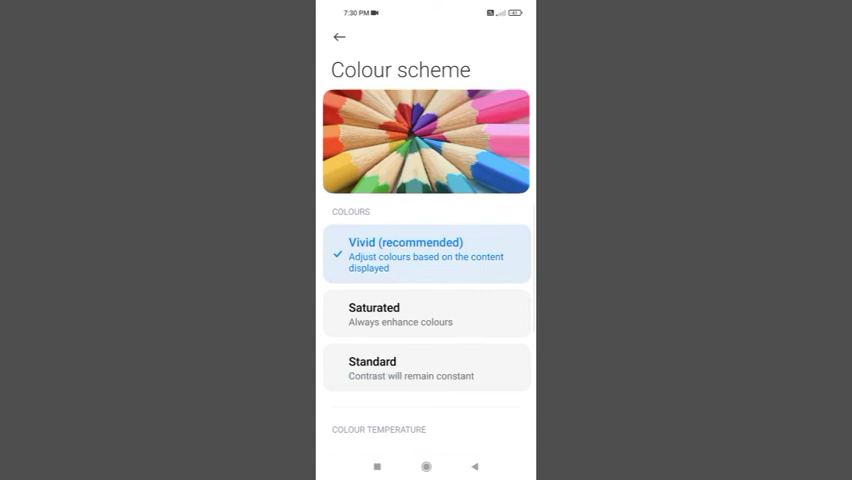 7:30 PM
Colour scheme
COLOURS
Vivid (recommended)
Adjust colours based on the content
displayed
Saturated
Always enhance colours
Standard
Contrast will remain constant
COLOUR TEMPERATURE